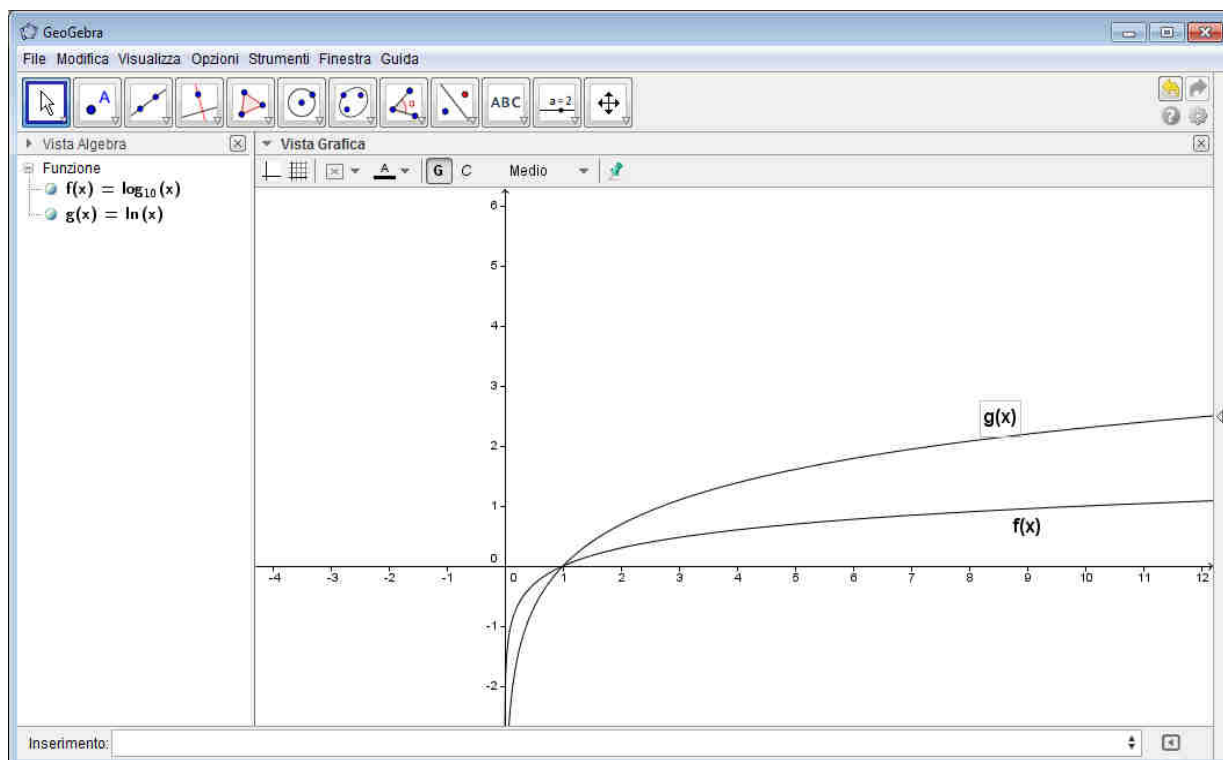 GeoGebra
File Modifica Visualizza Opzioni Strumenti Finestra Guida
A
α
ABC
a=2
Vista Algebra
Vista Grafica
Funzione
A
G
C
Medio
f(x) = log₁₀(x)
g(x) = ln(x)
6
5
4
3
g(x)
2
1
f(x)
0
-4 -3 -2 -1 0 1 2 3 4 5 6 7 8 9 10 11 12
-1
-2
Inserimento: